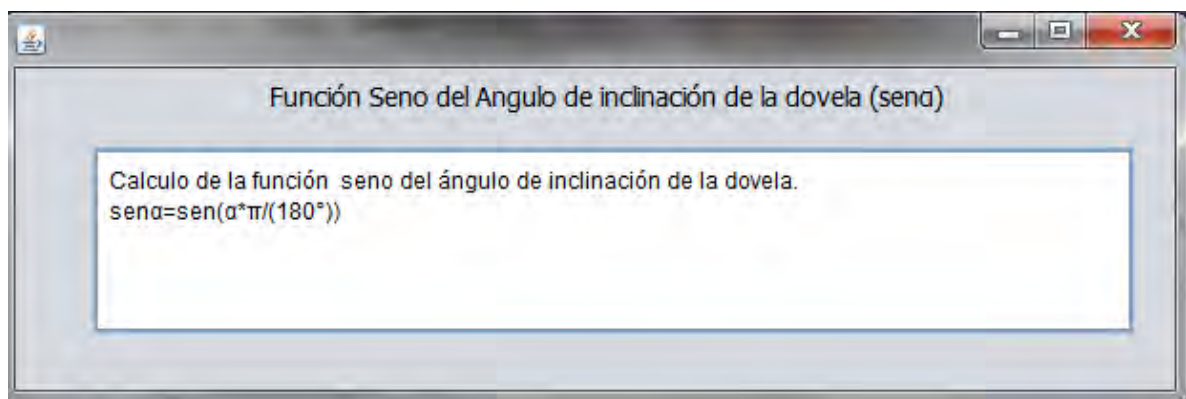 Función Seno del Angulo de inclinación de la dovela (senα)
Calculo de la función  seno del ángulo de inclinación de la dovela.
senα=sen(α*π/(180°))